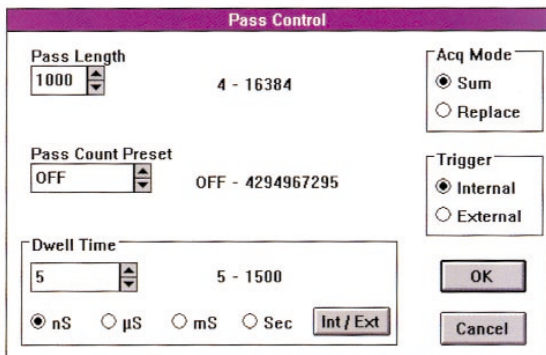 Pass Control
Pass Length
1000
4 - 16384
Acq Mode
Sum
Replace
Pass Count Preset
OFF
OFF - 4294967295
Trigger
Internal
External
Dwell Time
5
5 - 1500
nS
µS
mS
Sec
Int / Ext
OK
Cancel